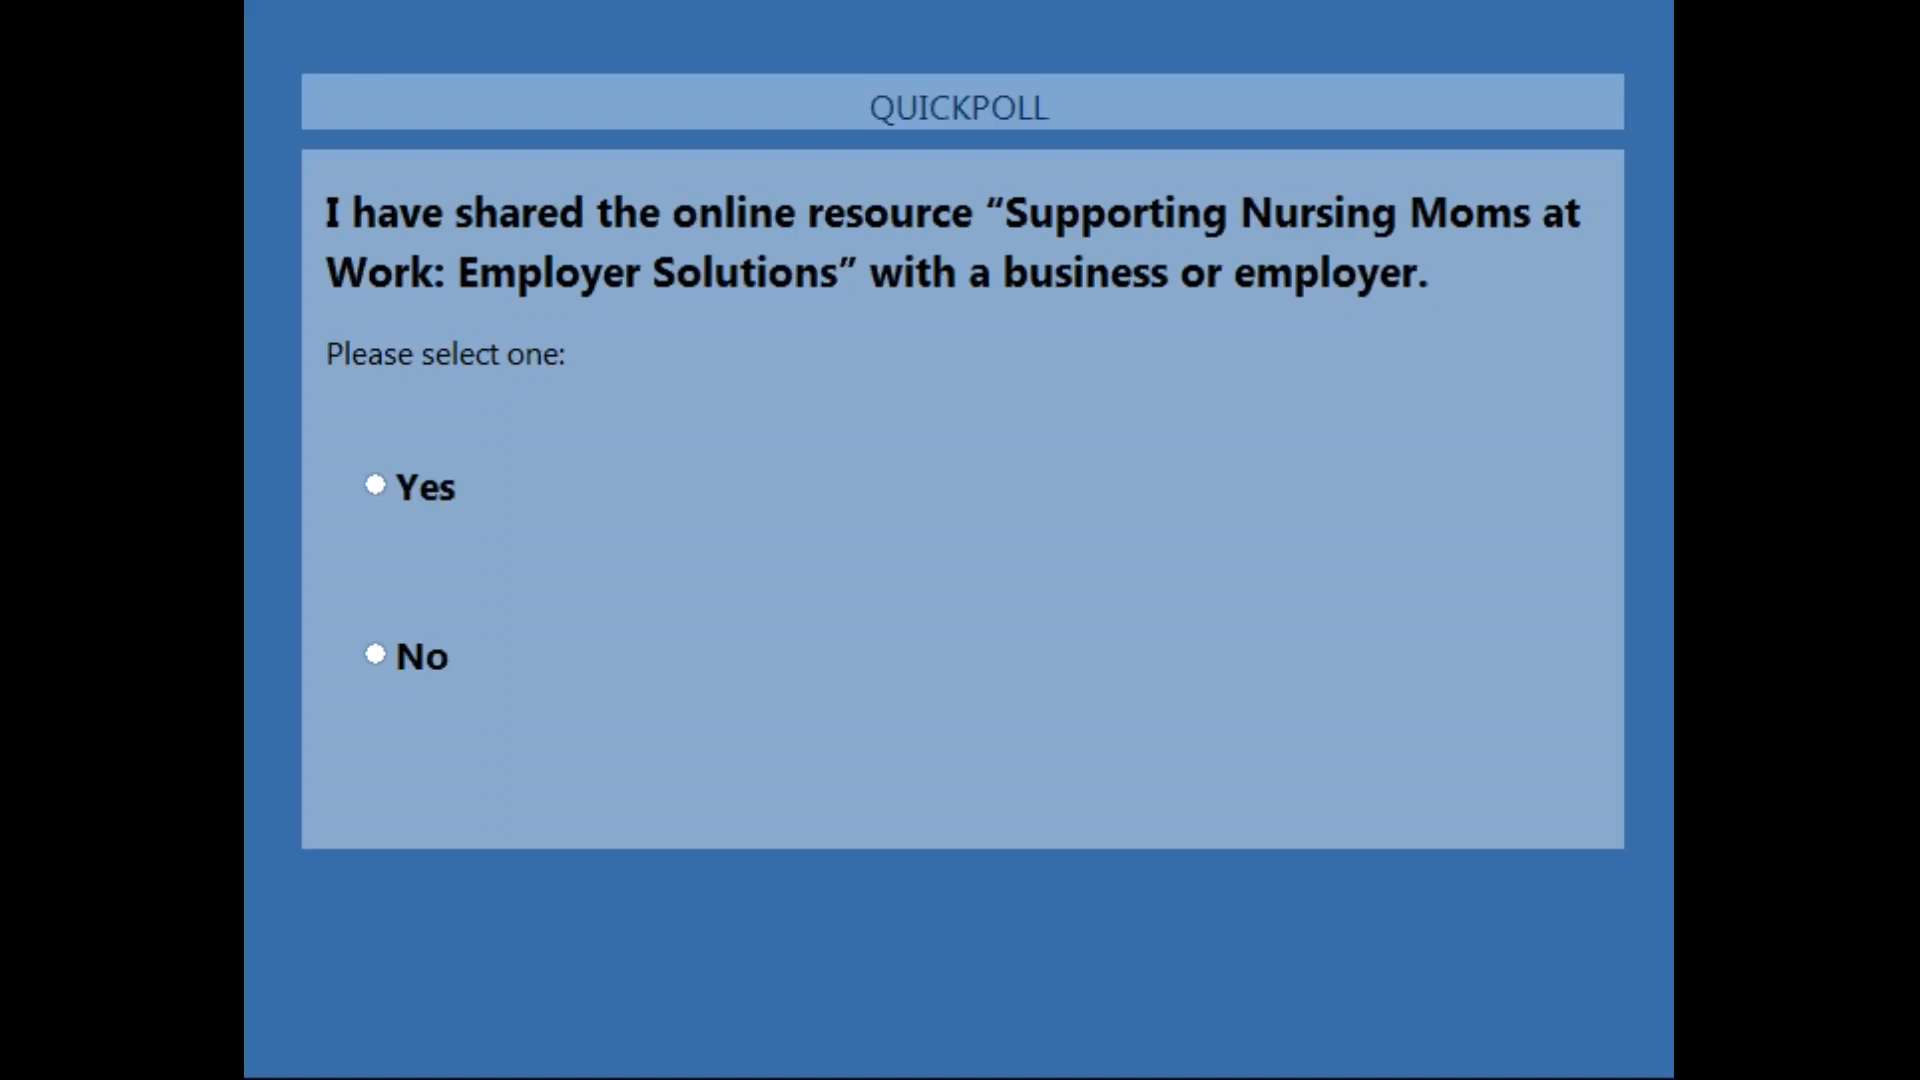 QUICKPOLL
I have shared the online resource “Supporting Nursing Moms at
Work: Employer Solutions” with a business or employer.
Please select one:
Yes
No